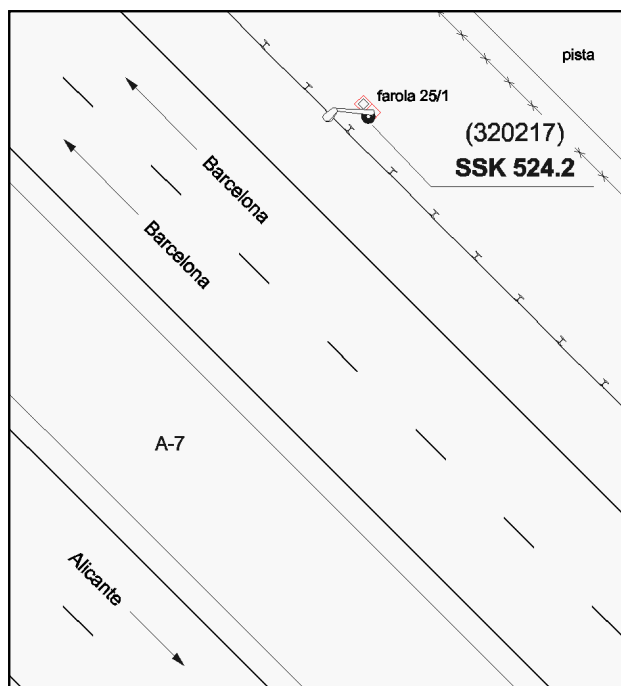 pista
farola 25/1
(320217)
SSK 524.2
Barcelona
Barcelona
A-7
Alicante